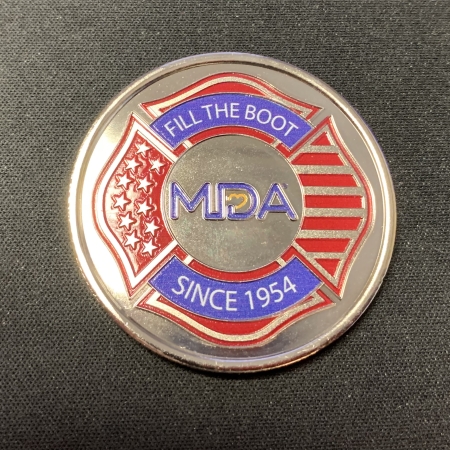 FILL THE BOOT
MDA
SINCE 1954